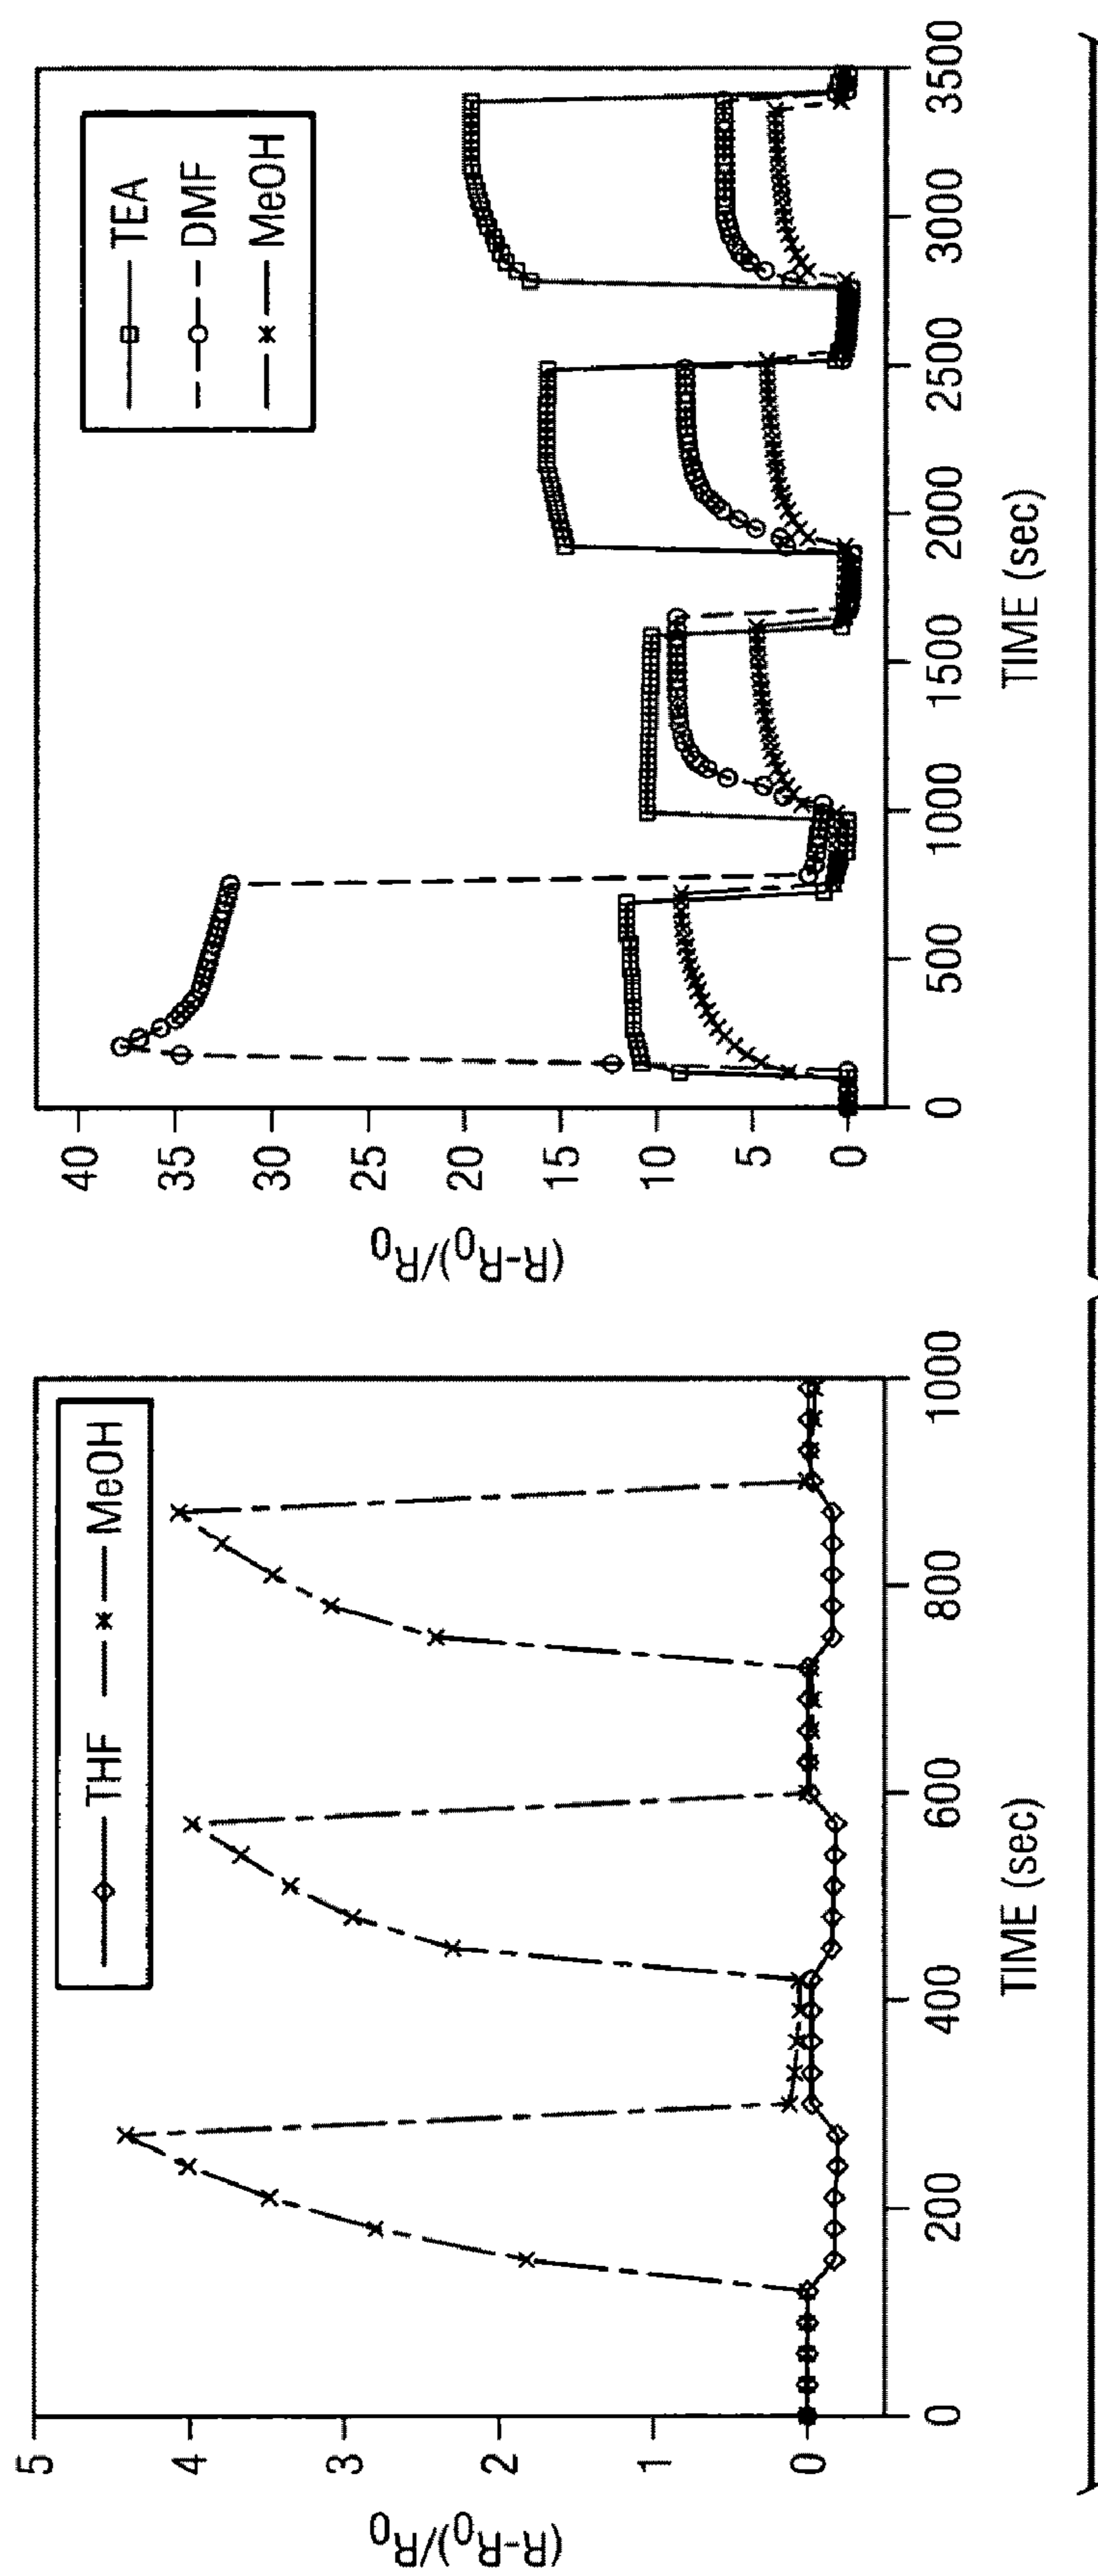 (R-R0)/R0
5
4
3
2
1
0
THF MeOH
0 200 400 600 800 1000
TIME (sec)
(R-R0)/R0
40
35
30
25
20
15
10
5
0
TEA
DMF
MeOH
0 500 1000 1500 2000 2500 3000 3500
TIME (sec)